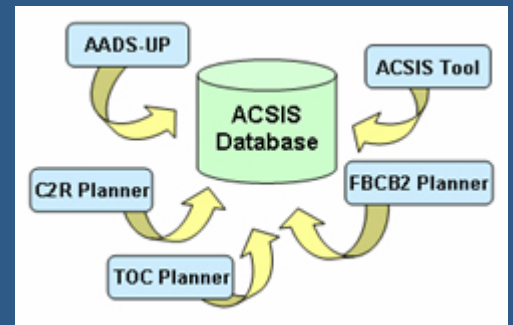 AADS-UP
ACSIS Tool
ACSIS
Database
C2R Planner
FBCB2 Planner
TOC Planner